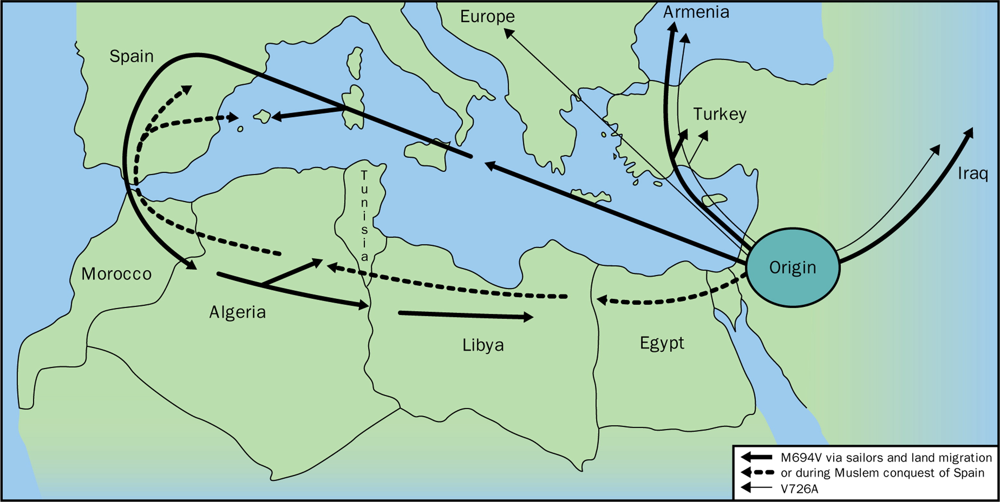 Europe
Armenia
Spain
Turkey
Iraq
Tunisia
Origin
Morocco
Algeria
Libya
Egypt
M694V via sailors and land migration
or during Muslem conquest of Spain
V726A